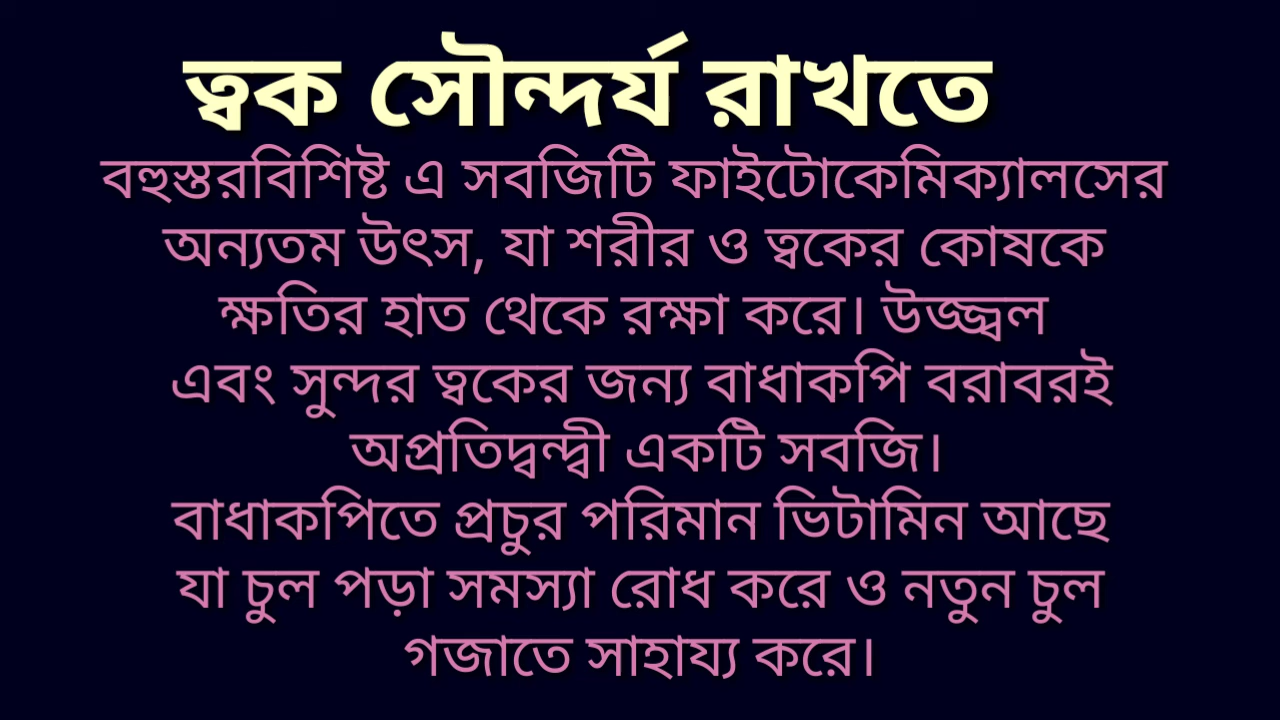 ত্বক সৌন্দর্য রাখতে
বহুস্তরবিশিষ্ট এ সবজিটি ফাইটোকেমিক্যালসের
অন্যতম উৎস, যা শরীর ও ত্বকের কোষকে
ক্ষতির হাত থেকে রক্ষা করে। উজ্জ্বল
এবং সুন্দর ত্বকের জন্য বাধাকপি বরাবরই
অপ্রতিদ্বন্দ্বী একটি সবজি।
বাধাকপিতে প্রচুর পরিমান ভিটামিন আছে
যা চুল পড়া সমস্যা রোধ করে ও নতুন চুল
গজাতে সাহায্য করে।